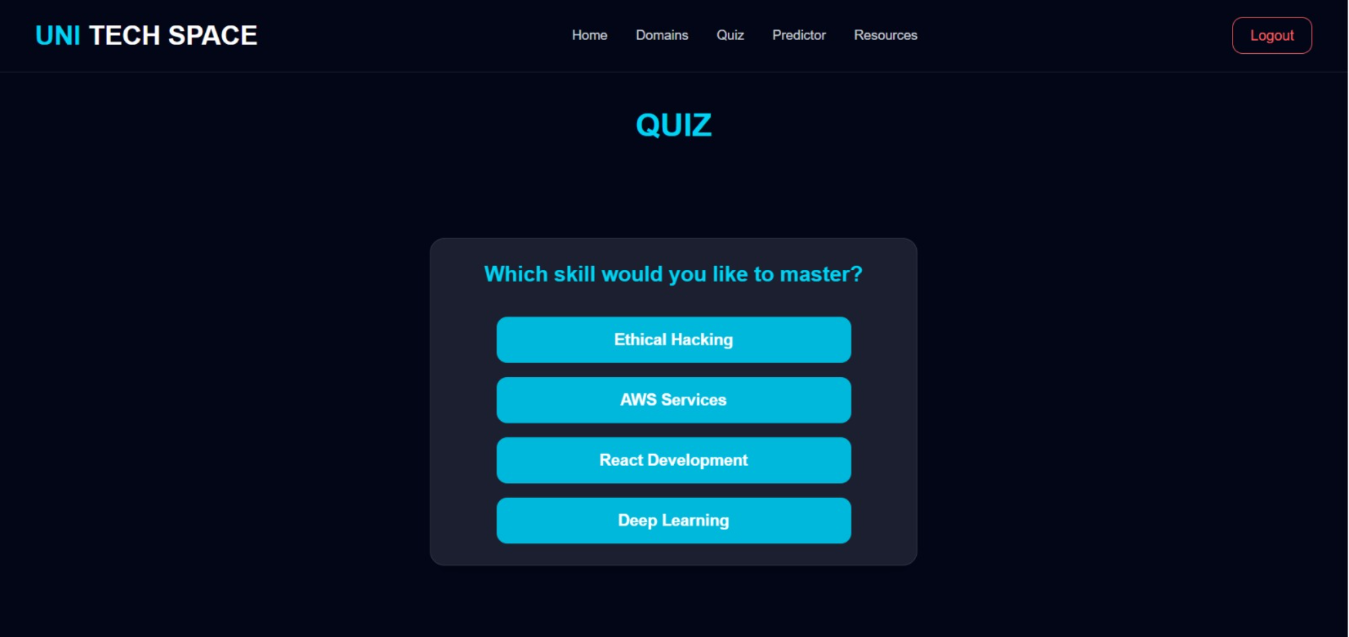 UNI TECH SPACE
Home Domains Quiz Predictor Resources
Logout
QUIZ
Which skill would you like to master?
Ethical Hacking
AWS Services
React Development
Deep Learning